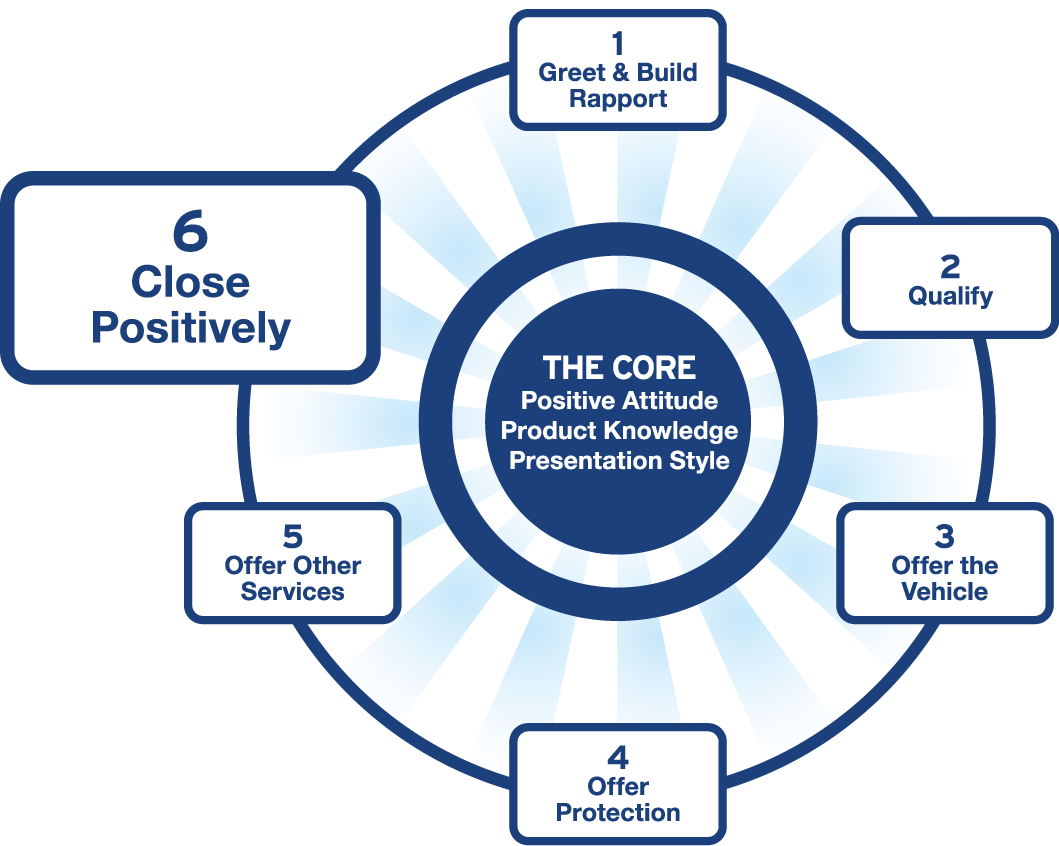 1
Greet & Build
Rapport
2
Qualify
3
Offer the
Vehicle
4
Offer
Protection
5
Offer Other
Services
6
Close
Positively
THE CORE
Positive Attitude
Product Knowledge
Presentation Style